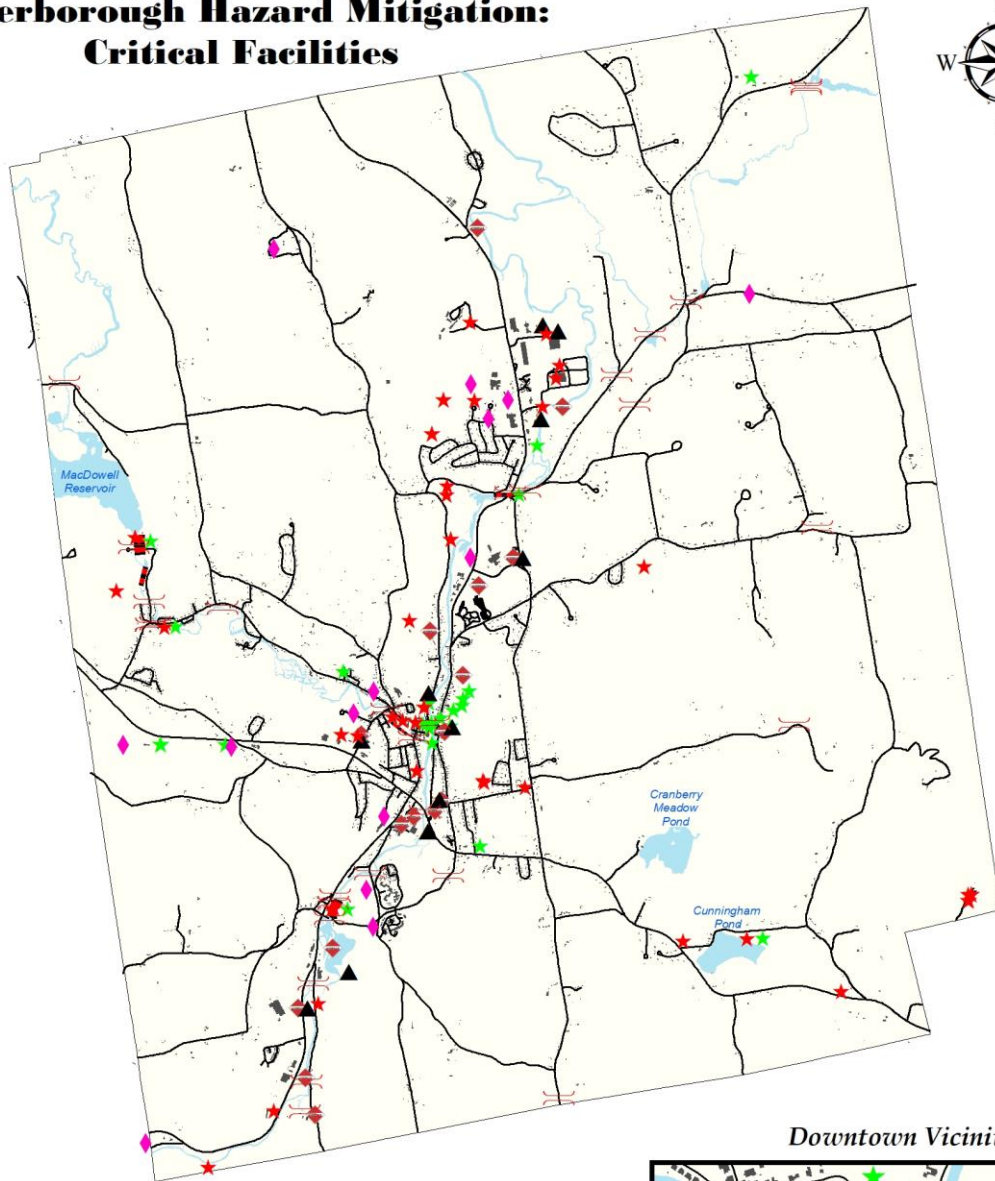 erborough Hazard Mitigation:
Critical Facilities
W
MacDowell
Reservoir
Cranberry
Meadow
Pond
Cunningham
Pond
Downtown Vicini